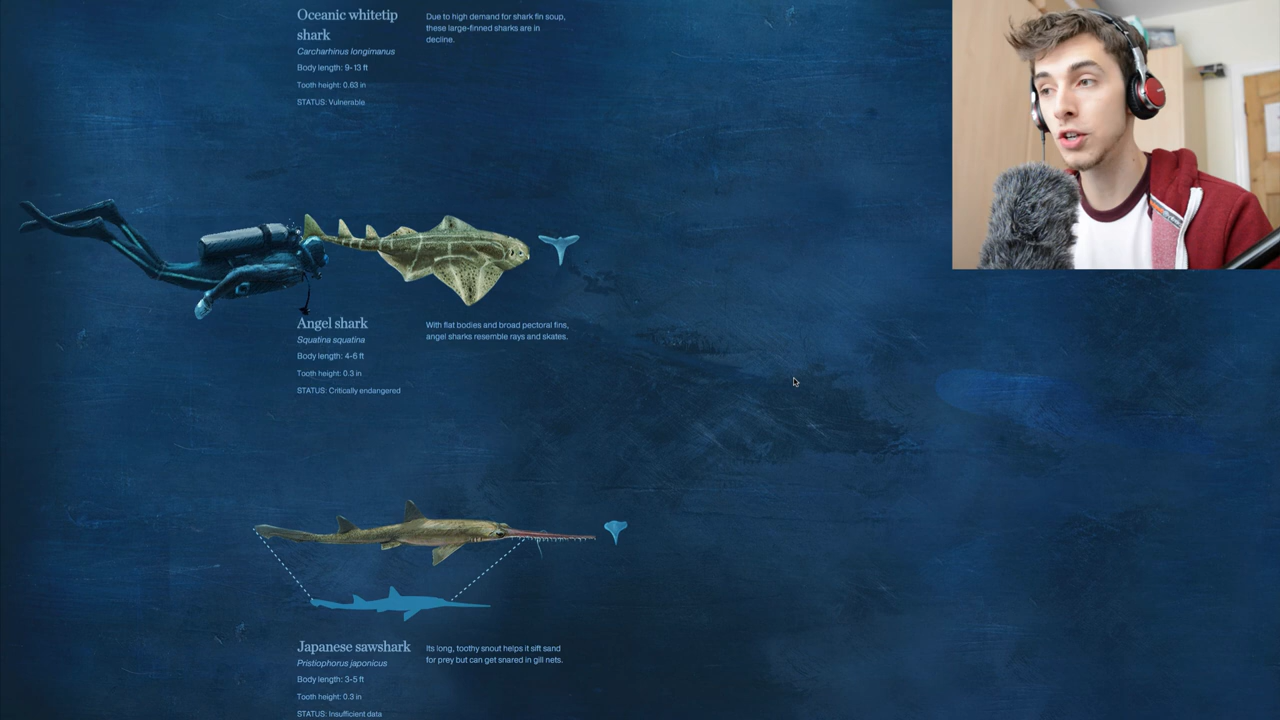 Oceanic whitetip
shark
Carcharhinus longimanus
Body length: 9-13 ft
Tooth height: 0.63 in
STATUS: Vulnerable
Due to high demand for shark fin soup,
these large-finned sharks are in
decline.
Angel shark
Squatina squatina
Body length: 4-6 ft
Tooth height: 0.3 in
STATUS: Critically endangered
With flat bodies and broad pectoral fins,
angel sharks resemble rays and skates.
Japanese sawshark
Pristiophorus japonicus
Body length: 3-5 ft
Tooth height: 0.3 in
STATUS: Insufficient data
Its long, toothy snout helps it sift sand
for prey but can get snared in gill nets.